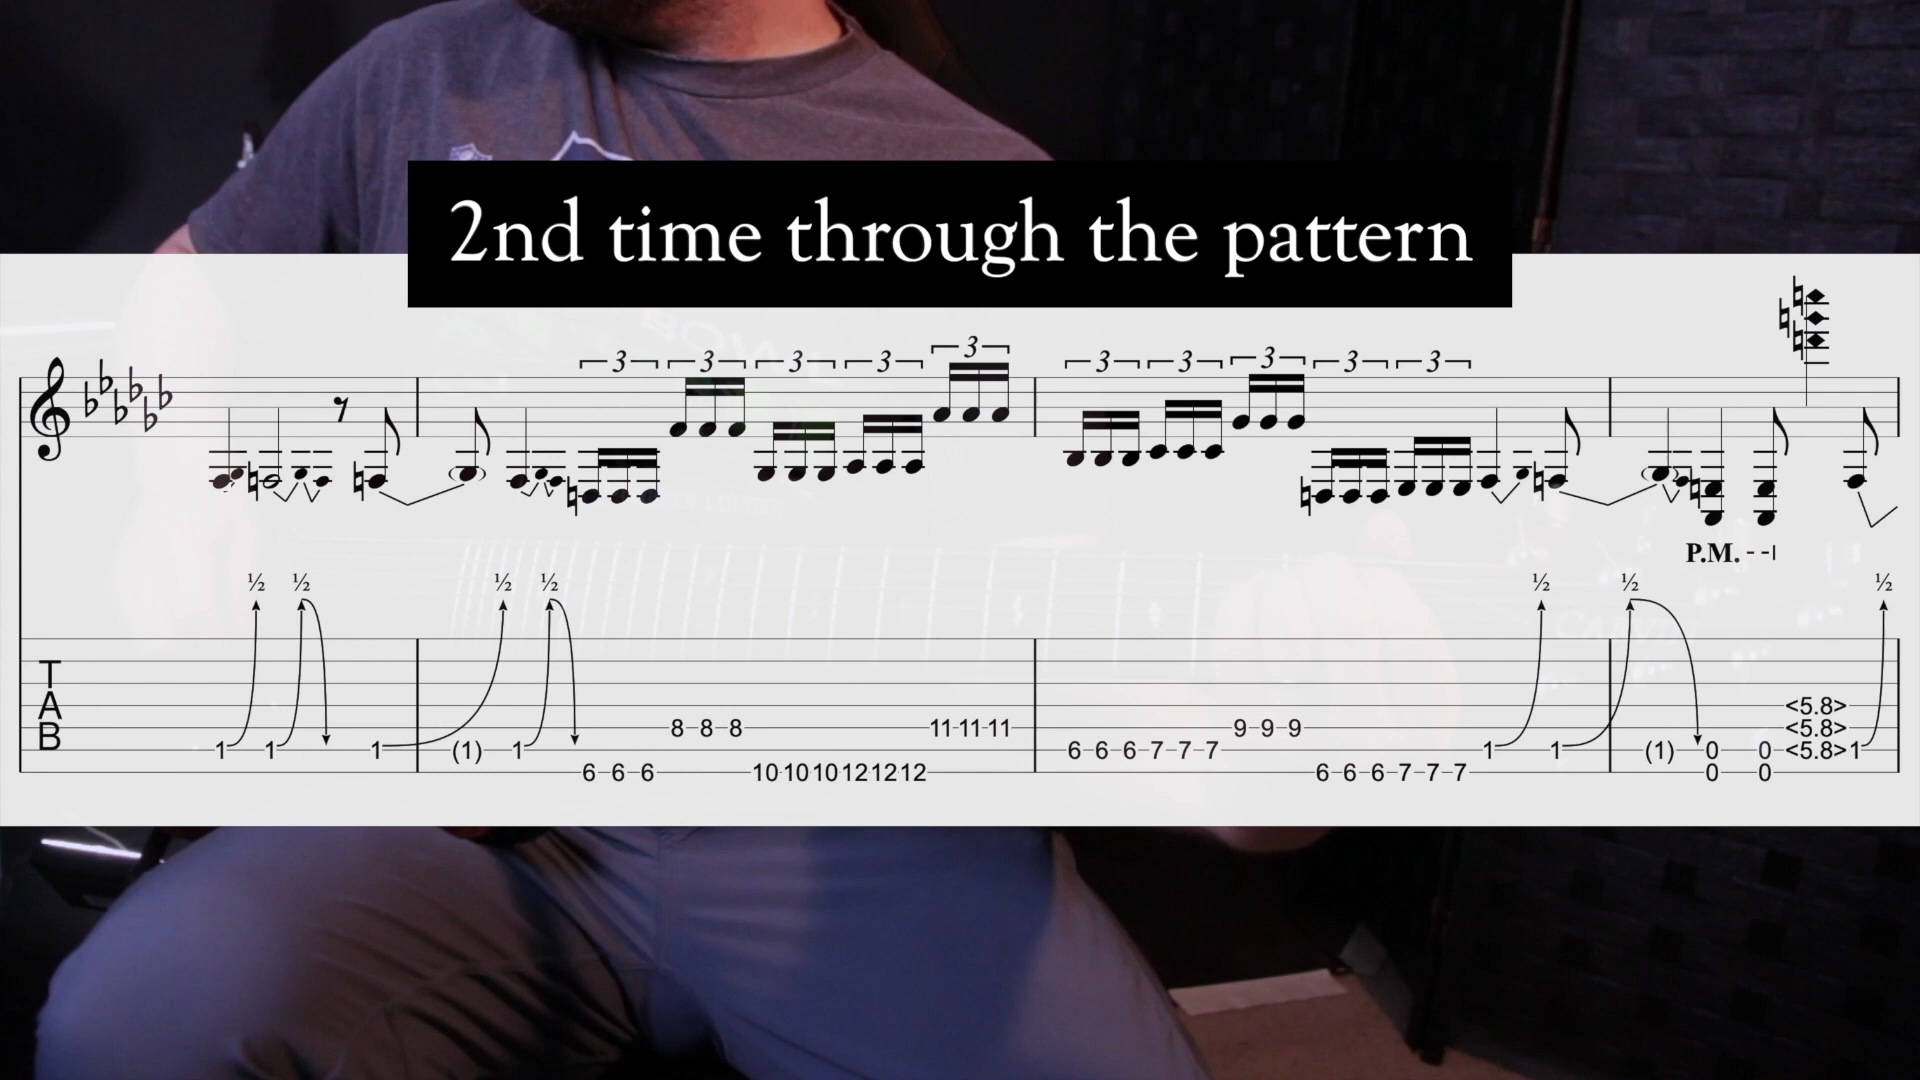 2nd time through the pattern
3 3 3 3 3 3 3 3 3 3
P.M.
½ ½ ½ ½ ½ ½ ½
T
A <5.8>
8 8 8 11 11 11 9 9 9 <5.8>
B 1 1 1 (1) 1 6 6 6 7 7 7 1 1 (1) 0 0 <5.8> 1
6 6 6 10 10 10 12 12 12 6 6 6 7 7 7 0 0